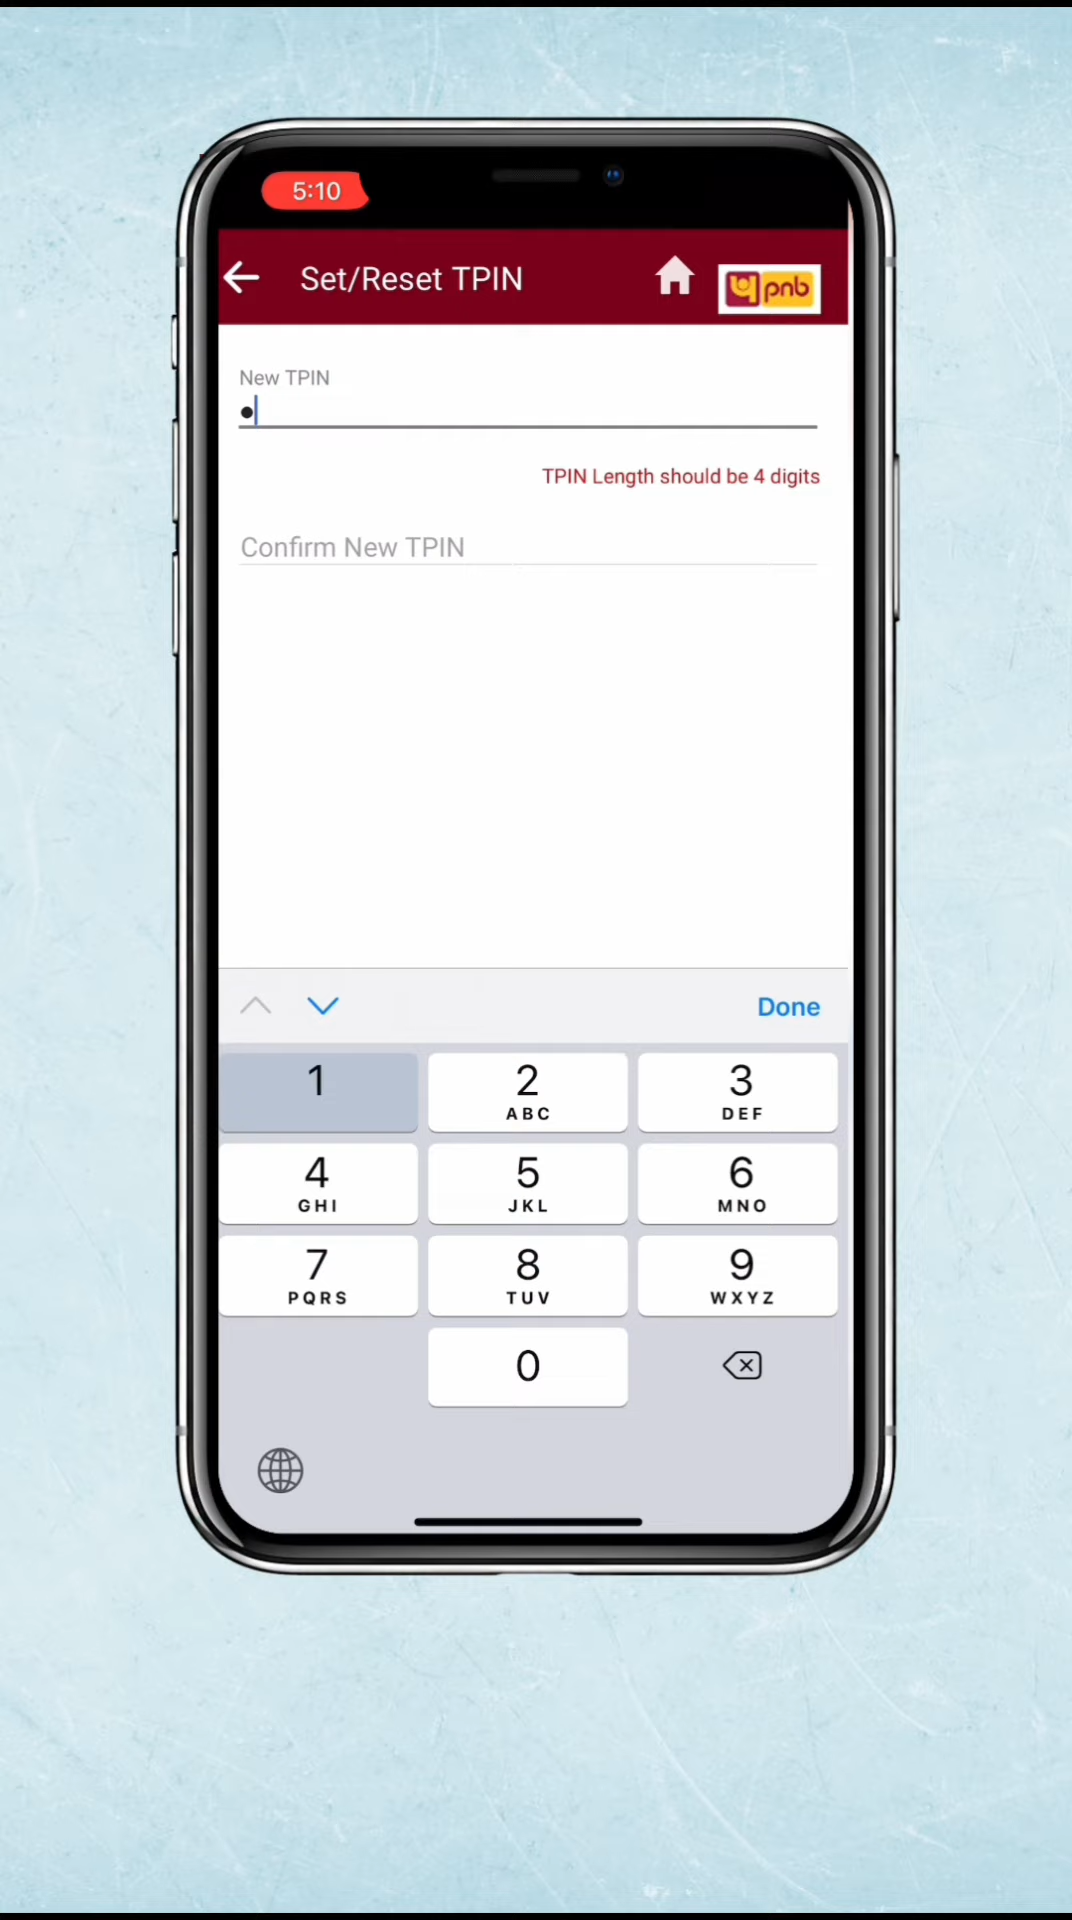 5:10
Set/Reset TPIN
pnb
New TPIN
TPIN Length should be 4 digits
Confirm New TPIN
Done
1
2
ABC
3
DEF
4
GHI
5
JKL
6
MNO
7
PQRS
8
TUV
9
WXYZ
0